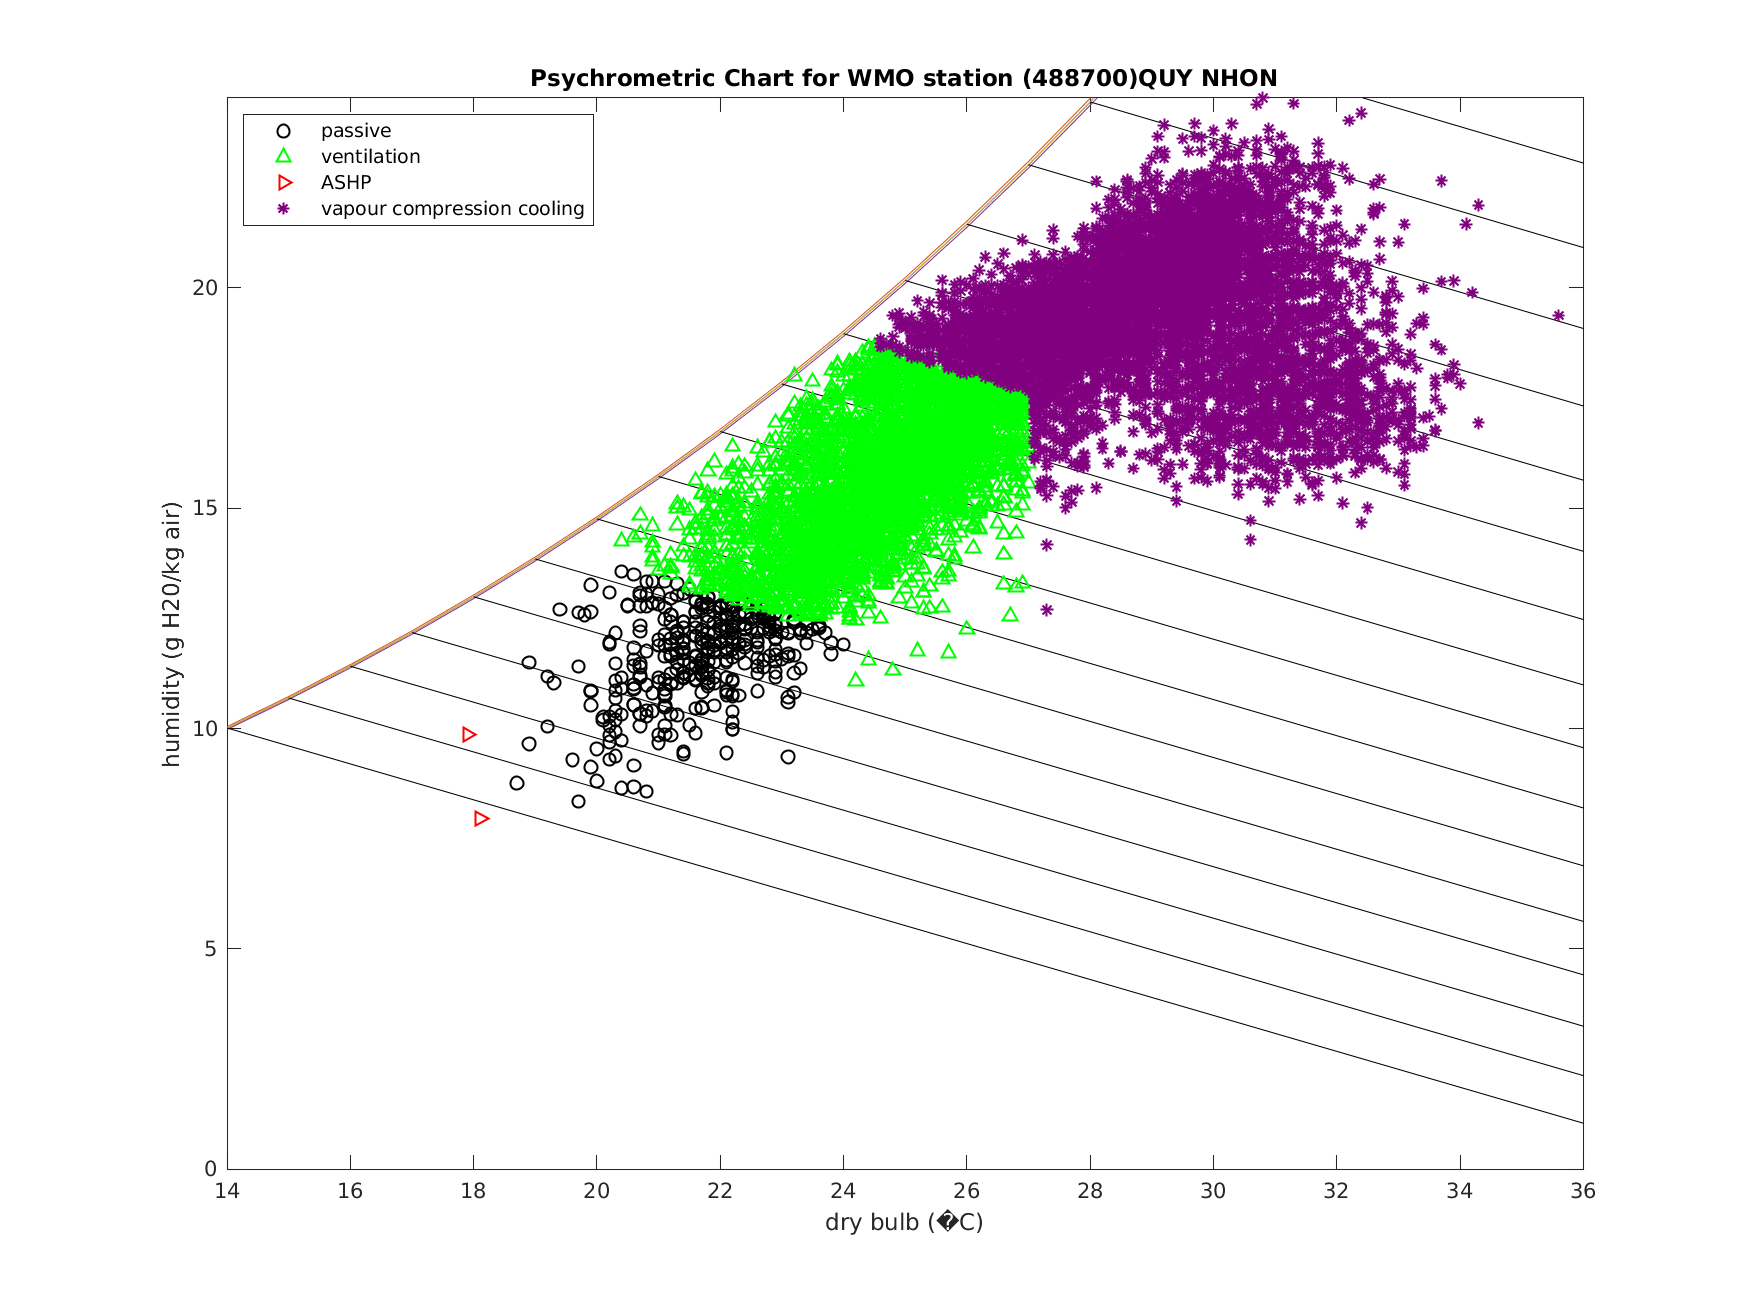 Psychrometric Chart for WMO station (488700)QUY NHON
passive
ventilation
ASHP
vapour compression cooling
humidity (g H20/kg air)
20
15
10
5
0
14 16 18 20 22 24 26 28 30 32 34 36
dry bulb (�C)